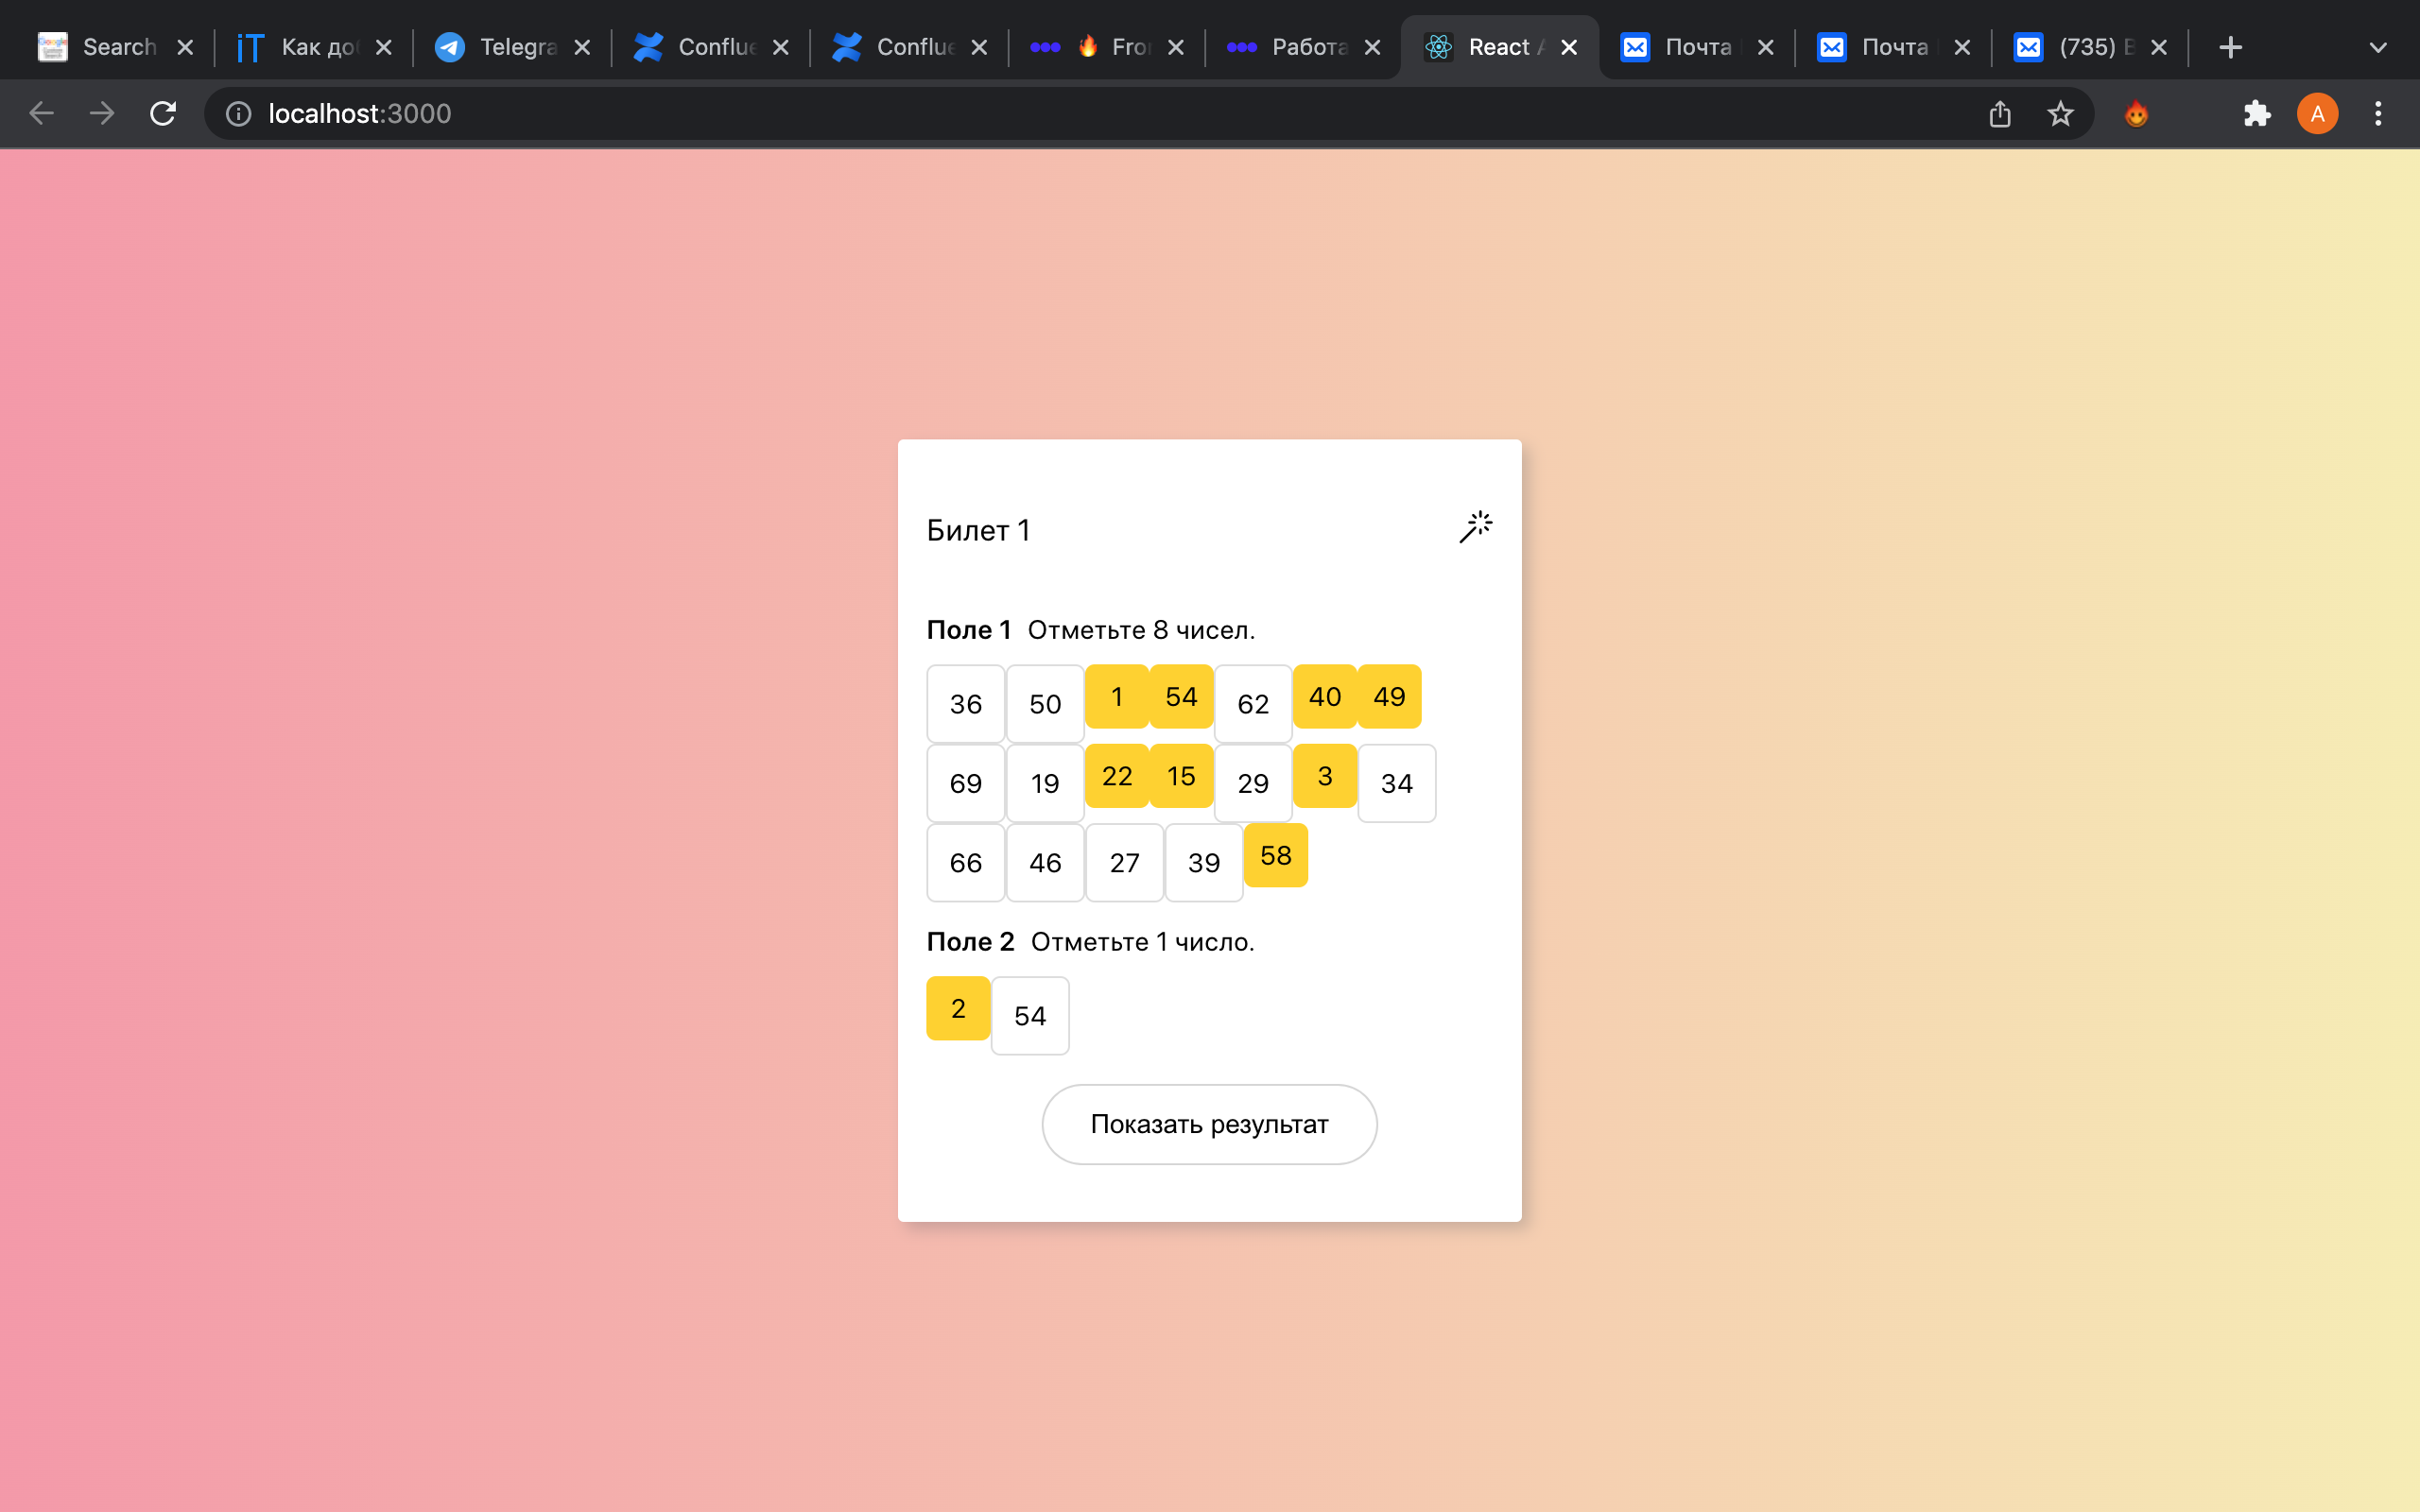 Search Как до Telegra Conflue Conflue Fro Работа React Почта Почта (735)
localhost:3000 A
Билет 1
Поле 1 Отметьте 8 чисел.
36 50 1 54 62 40 49
69 19 22 15 29 3 34
66 46 27 39 58
Поле 2 Отметьте 1 число.
2 54
Показать результат